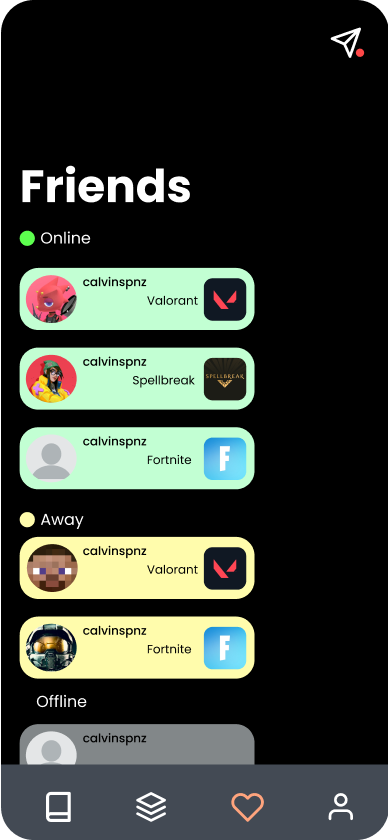 Friends
Online
calvinspnz
Valorant
calvinspnz
Spellbreak
SPELLBREAK
calvinspnz
Fortnite
F
Away
calvinspnz
Valorant
calvinspnz
Fortnite
F
Offline
calvinspnz